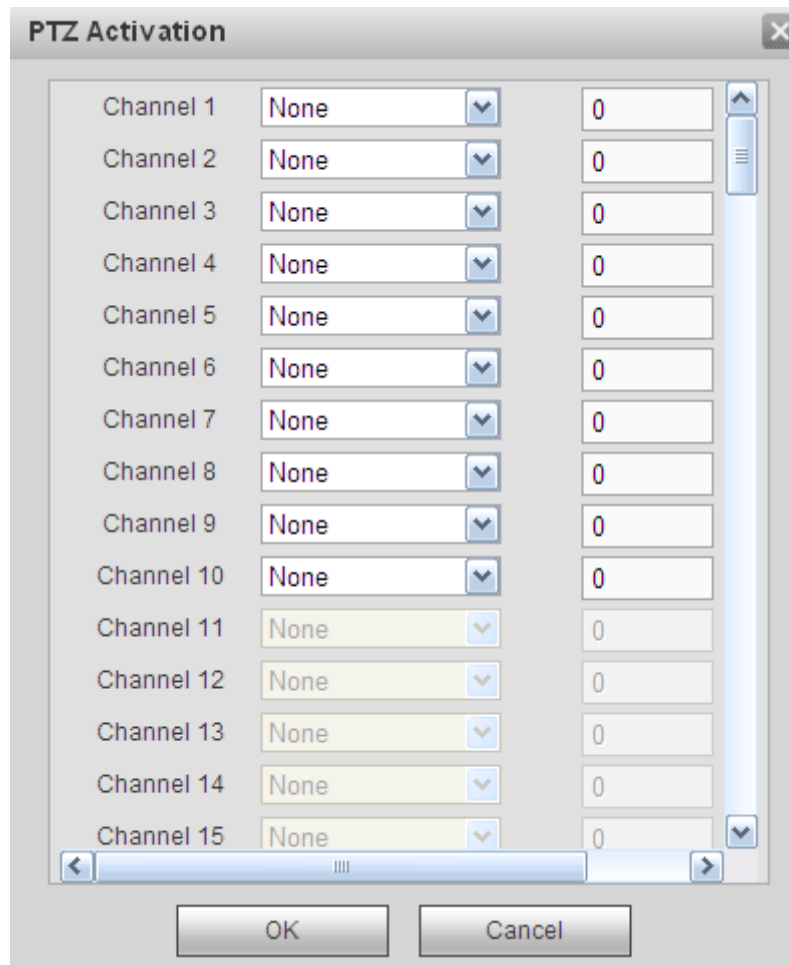 PTZ Activation
Channel 1 None 0
Channel 2 None 0
Channel 3 None 0
Channel 4 None 0
Channel 5 None 0
Channel 6 None 0
Channel 7 None 0
Channel 8 None 0
Channel 9 None 0
Channel 10 None 0
Channel 11 None 0
Channel 12 None 0
Channel 13 None 0
Channel 14 None 0
Channel 15 None 0
OK Cancel